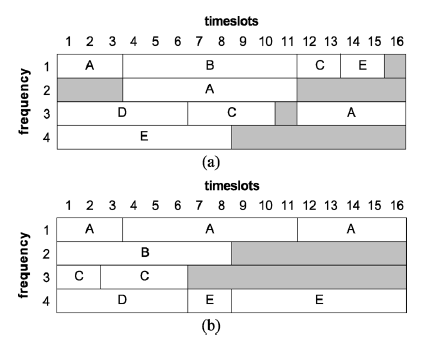 timeslots
1 2 3 4 5 6 7 8 9 10 11 12 13 14 15 16
frequency
1 A B C E
2 A
3 D C A
4 E
(a)
timeslots
1 2 3 4 5 6 7 8 9 10 11 12 13 14 15 16
frequency
1 A A A
2 B
3 C C
4 D E E
(b)